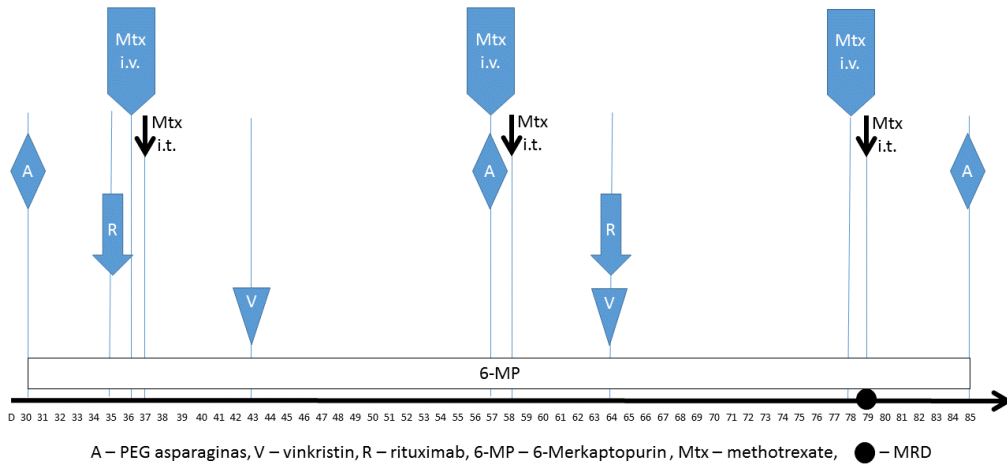 Mtx
i.v.
Mtx
i.v.
Mtx
i.v.
Mtx
i.t.
Mtx
i.t.
Mtx
i.t.
A
A
A
R
R
V
V
6-MP
D 30 31 32 33 34 35 36 37 38 39 40 41 42 43 44 45 46 47 48 49 50 51 52 53 54 55 56 57 58 59 60 61 62 63 64 65 66 67 68 69 70 71 72 73 74 75 76 77 78 79 80 81 82 83 84 85
A – PEG asparaginas, V – vinkristin, R – rituximab, 6-MP – 6-Merkaptopurin , Mtx – methotrexate, – MRD